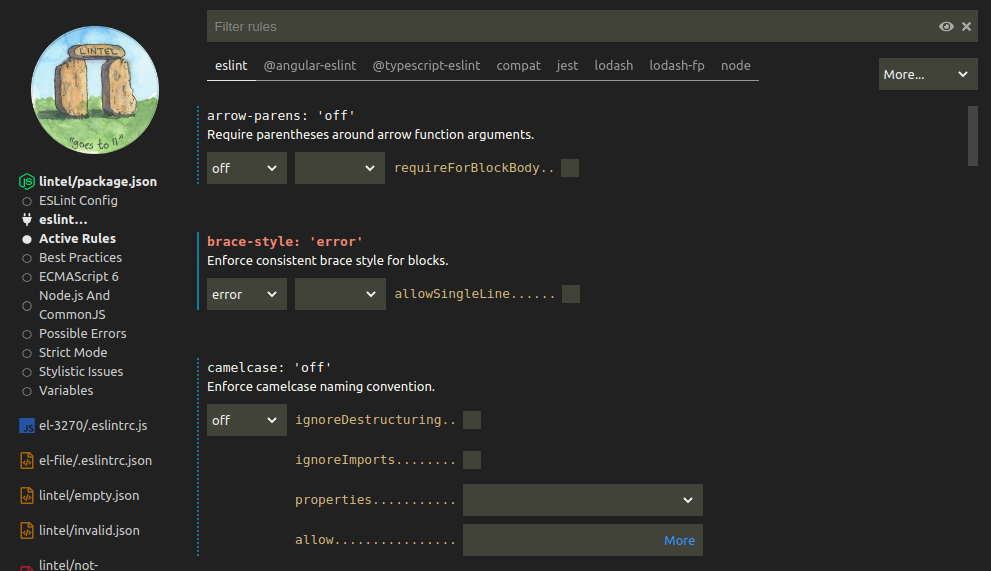 LINTEL
"goes to 11"
lintel/package.json
ESLint Config
eslint...
Active Rules
Best Practices
ECMAScript 6
Node.js And
CommonJS
Possible Errors
Strict Mode
Stylistic Issues
Variables
JS
el-3270/.eslintrc.js
el-file/.eslintrc.json
lintel/empty.json
lintel/invalid.json
lintel/not-
Filter rules
eslint @angular-eslint @typescript-eslint compat jest lodash lodash-fp node
More...
arrow-parens: 'off'
Require parentheses around arrow function arguments.
off requireForBlockBody..
brace-style: 'error'
Enforce consistent brace style for blocks.
error allowSingleLine......
camelcase: 'off'
Enforce camelcase naming convention.
off ignoreDestructuring..
ignoreImports........
properties...........
allow................ More